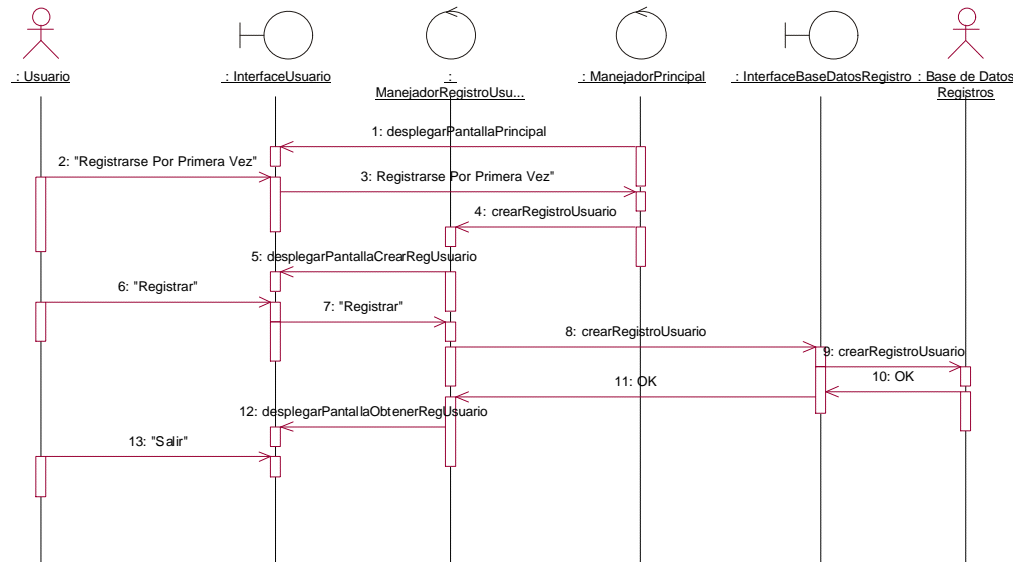 : Usuario
: InterfaceUsuario
:
ManejadorRegistroUsu...
: ManejadorPrincipal
: InterfaceBaseDatosRegistro
: Base de Datos
Registros
1: desplegarPantallaPrincipal
2: "Registrarse Por Primera Vez"
3: Registrarse Por Primera Vez"
4: crearRegistroUsuario
5: desplegarPantallaCrearRegUsuario
6: "Registrar"
7: "Registrar"
8: crearRegistroUsuario
9: crearRegistroUsuario
10: OK
11: OK
12: desplegarPantallaObtenerRegUsuario
13: "Salir"